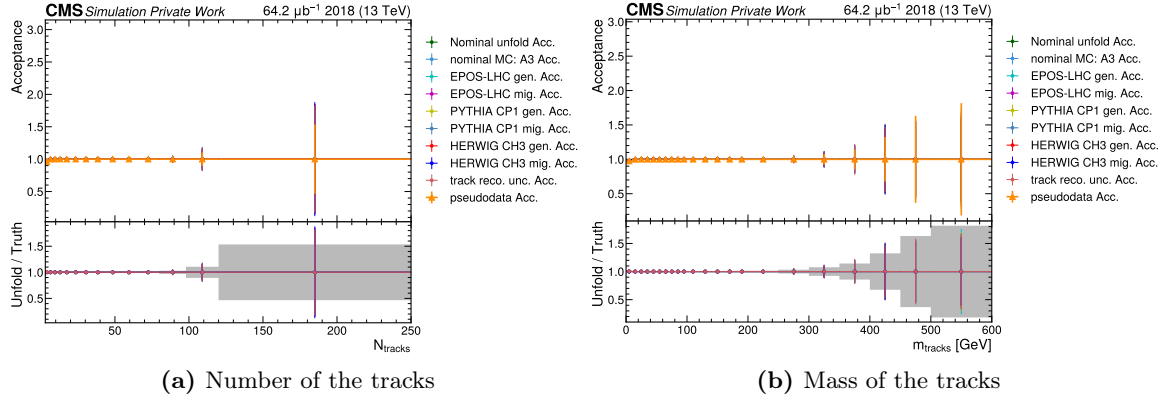 CMS Simulation Private Work 64.2 μb⁻¹ 2018 (13 TeV)
Acceptance
3.0
2.5
2.0
1.5
1.0
0.5
Nominal unfold Acc.
nominal MC: A3 Acc.
EPOS-LHC gen. Acc.
EPOS-LHC mig. Acc.
PYTHIA CP1 gen. Acc.
PYTHIA CP1 mig. Acc.
HERWIG CH3 gen. Acc.
HERWIG CH3 mig. Acc.
track reco. unc. Acc.
pseudodata Acc.
Unfold / Truth
1.5
1.0
0.5
50 100 150 200 250
N_tracks
(a) Number of the tracks
CMS Simulation Private Work 64.2 μb⁻¹ 2018 (13 TeV)
Acceptance
3.0
2.5
2.0
1.5
1.0
0.5
Nominal unfold Acc.
nominal MC: A3 Acc.
EPOS-LHC gen. Acc.
EPOS-LHC mig. Acc.
PYTHIA CP1 gen. Acc.
PYTHIA CP1 mig. Acc.
HERWIG CH3 gen. Acc.
HERWIG CH3 mig. Acc.
track reco. unc. Acc.
pseudodata Acc.
Unfold / Truth
1.5
1.0
0.5
0 100 200 300 400 500 600
m_tracks [GeV]
(b) Mass of the tracks